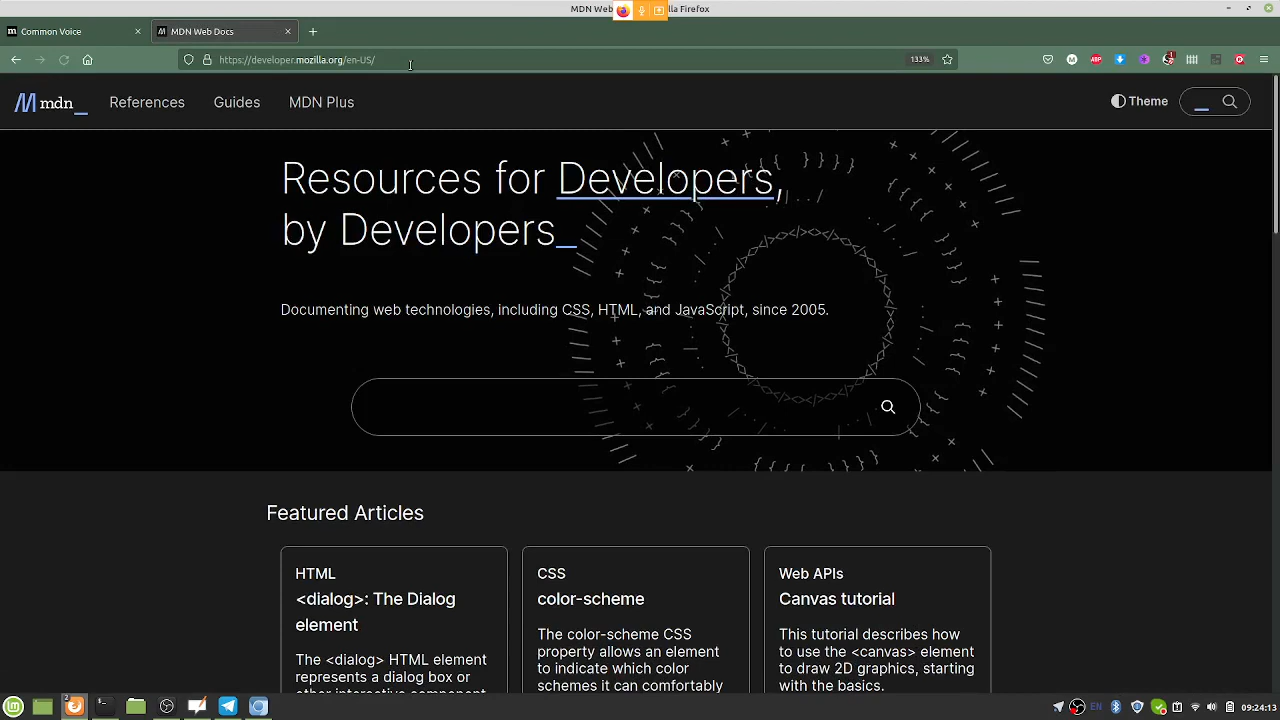 MDN Web
lla Firefox
Common Voice
MDN Web Docs
https://developer.mozilla.org/en-US/
133%
mdn_
References
Guides
MDN Plus
Theme
Resources for Developers,
by Developers_
Documenting web technologies, including CSS, HTML, and JavaScript, since 2005.
Featured Articles
HTML
<dialog>: The Dialog
element
The <dialog> HTML element
represents a dialog box or
other interactive component
CSS
color-scheme
The color-scheme CSS
property allows an element
to indicate which color
schemes it can comfortably
Web APIs
Canvas tutorial
This tutorial describes how
to use the <canvas> element
to draw 2D graphics, starting
with the basics.
2
EN
09:24:13